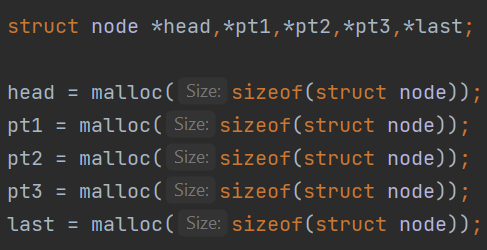 struct node *head,*pt1,*pt2,*pt3,*last;
head = malloc( Size: sizeof(struct node));
pt1 = malloc( Size: sizeof(struct node));
pt2 = malloc( Size: sizeof(struct node));
pt3 = malloc( Size: sizeof(struct node));
last = malloc( Size: sizeof(struct node));